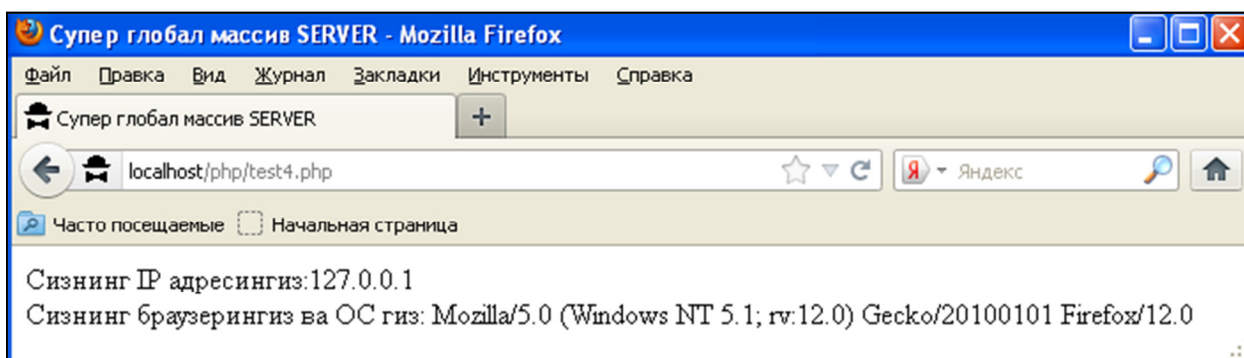 Супер глобал массив SERVER - Mozilla Firefox
Файл Правка Вид Журнал Закладки Инструменты Справка
Супер глобал массив SERVER +
localhost/php/test4.php Я Яндекс
Часто посещаемые Начальная страница
Сизнинг IP адресингиз:127.0.0.1
Сизнинг браузерингиз ва ОС гиз: Mozilla/5.0 (Windows NT 5.1; rv:12.0) Gecko/20100101 Firefox/12.0